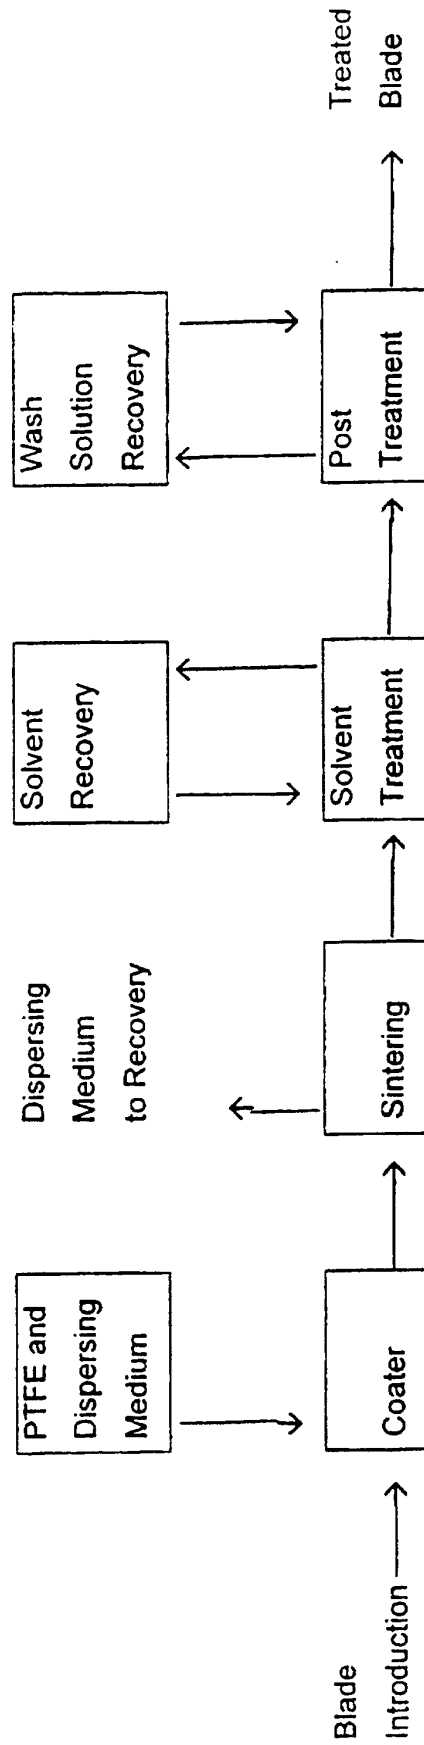 PTFE and
Dispersing
Medium
Dispersing
Medium
to Recovery
Solvent
Recovery
Wash
Solution
Recovery
Blade
Introduction
Coater
Sintering
Solvent
Treatment
Post
Treatment
Treated
Blade